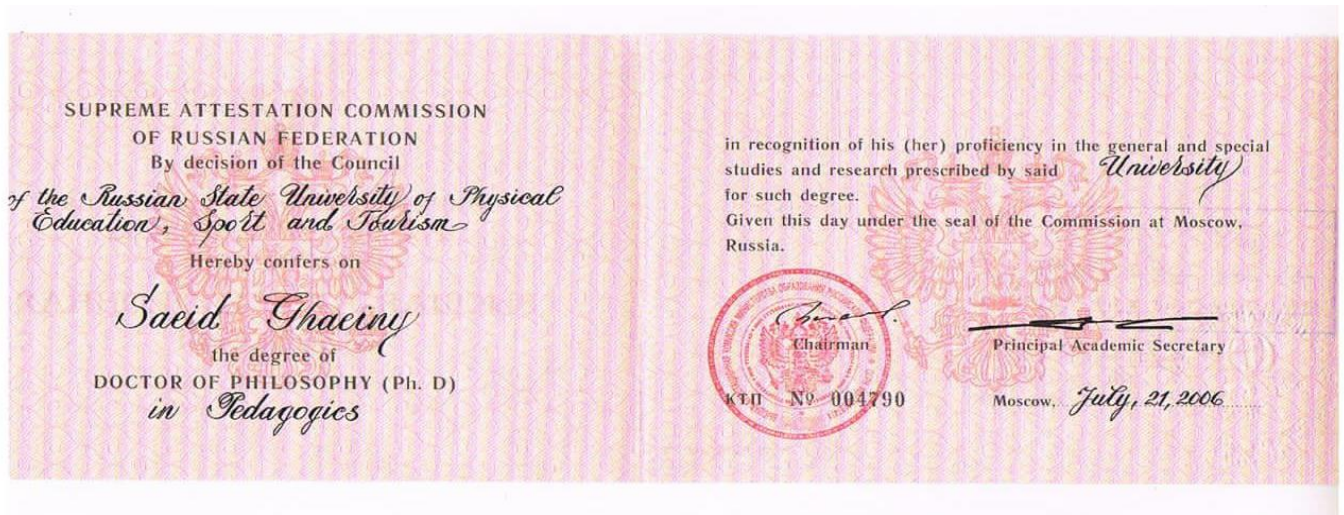 SUPREME ATTESTATION COMMISSION
OF RUSSIAN FEDERATION
By decision of the Council
of the Russian State University of Physical
Education, Sport and Tourism
Hereby confers on
Saeid Ghaeiny
the degree of
DOCTOR OF PHILOSOPHY (Ph. D)
in Pedagogics
in recognition of his (her) proficiency in the general and special
studies and research prescribed by said University
for such degree.
Given this day under the seal of the Commission at Moscow,
Russia.
Chairman
Principal Academic Secretary
КТП № 004790
Moscow, July, 21, 2006